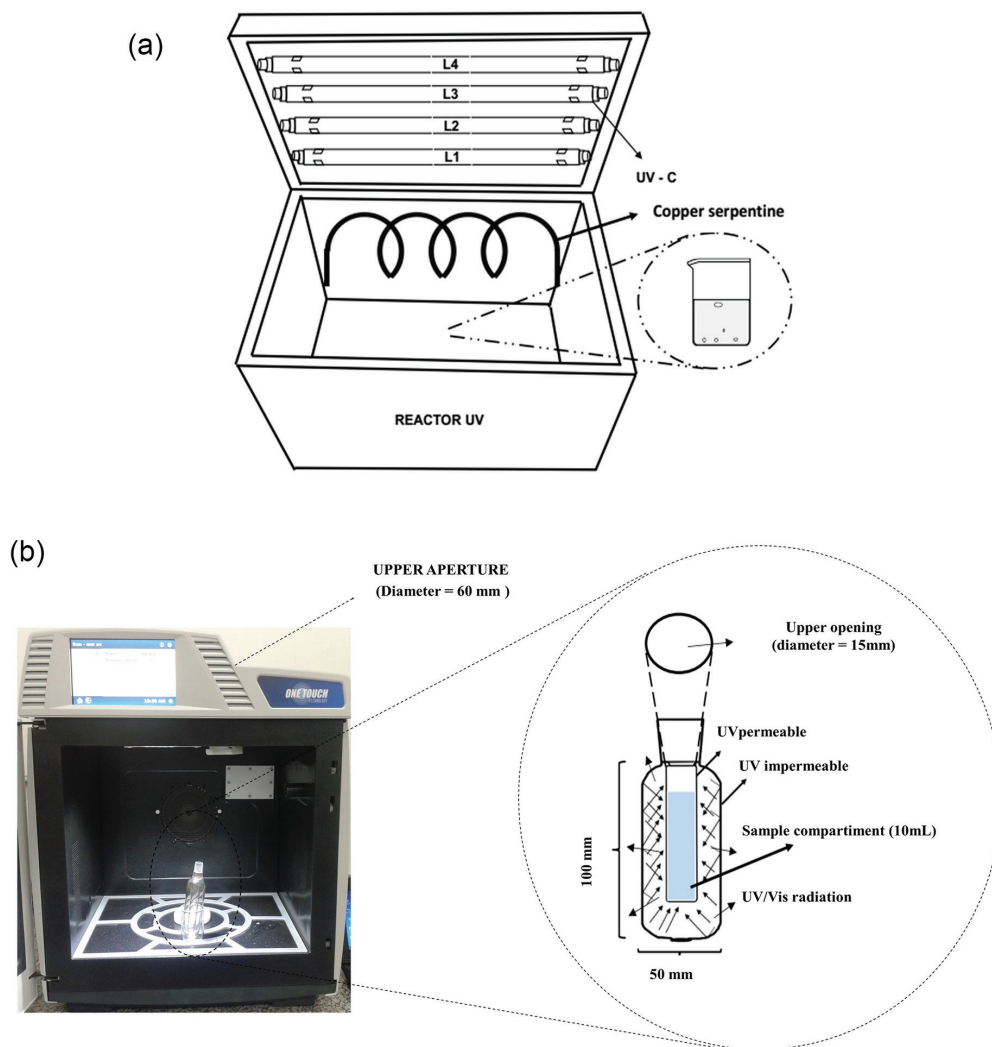 (a)
L4
L3
L2
L1
UV - C
Copper serpentine
REACTOR UV
(b)
UPPER APERTURE
(Diameter = 60 mm )
ONE TOUCH
TECHNOLOGY
Upper opening
(diameter = 15mm)
UVpermeable
UV impermeable
Sample compartiment (10mL)
UV/Vis radiation
100 mm
50 mm